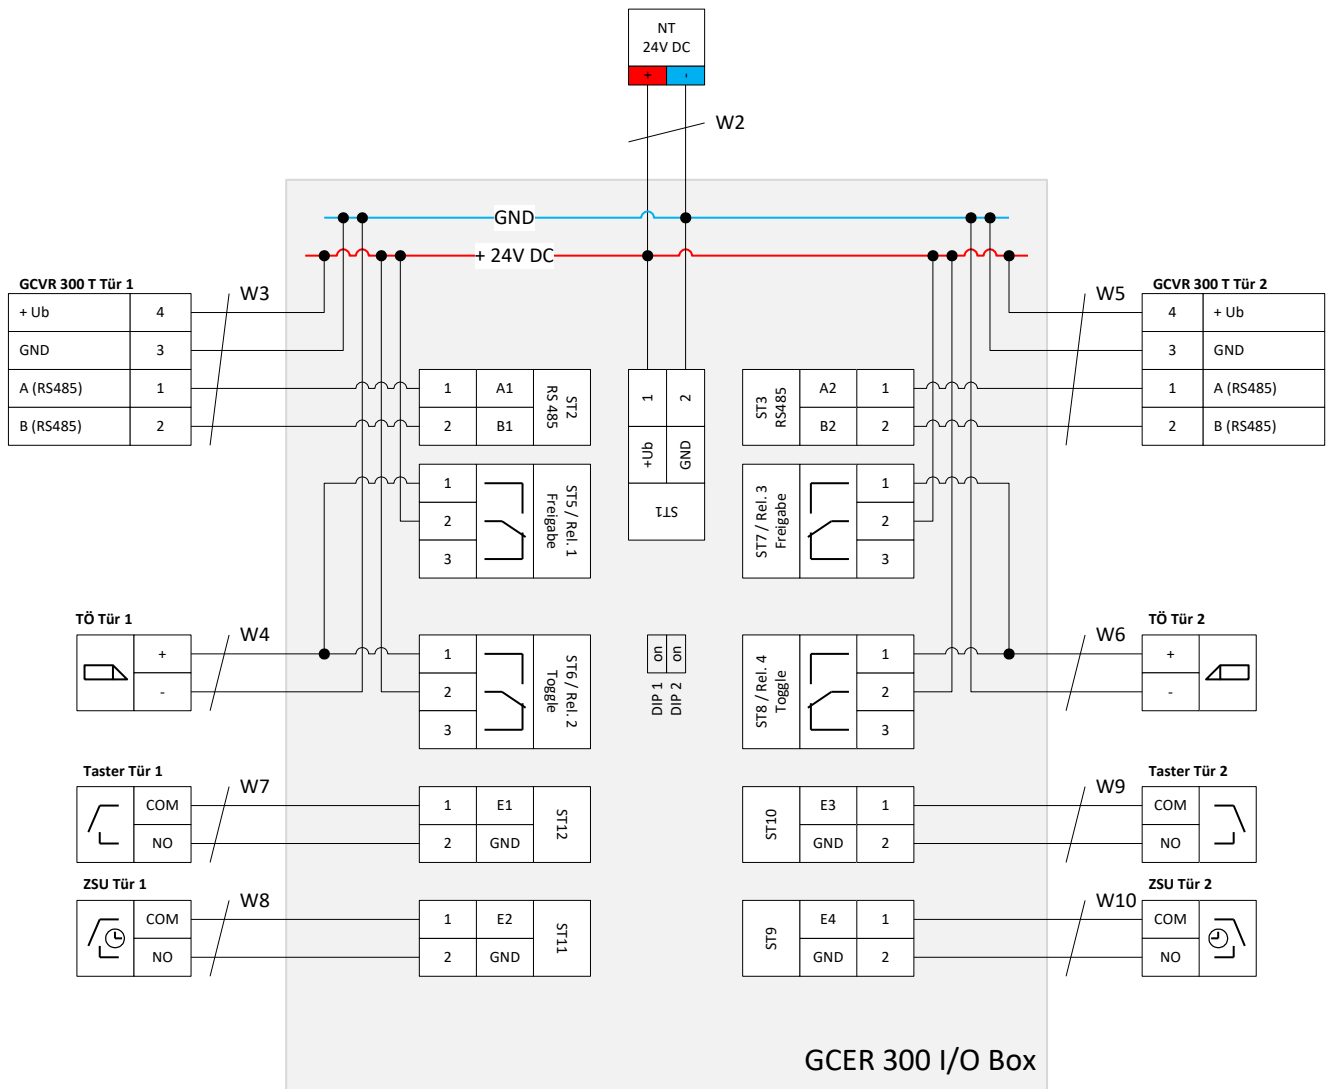 NT
24V DC
+ -
W2
GND
+ 24V DC
GCVR 300 T Tür 1
+ Ub 4
GND 3
A (RS485) 1
B (RS485) 2
W3
W5
GCVR 300 T Tür 2
4 + Ub
3 GND
1 A (RS485)
2 B (RS485)
1 A1
2 B1
ST2
RS 485
1 2
+Ub GND
ST1
ST3
RS485
A2 1
B2 2
1
2
3
ST5 / Rel. 1
Freigabe
ST7 / Rel. 3
Freigabe
1
2
3
TÖ Tür 1
+
-
W4
1
2
3
ST6 / Rel. 2
Toggle
on on
DIP 1
DIP 2
ST8 / Rel. 4
Toggle
1
2
3
W6
TÖ Tür 2
+
-
Taster Tür 1
COM
NO
W7
1 E1
2 GND
ST12
ST10
E3 1
GND 2
W9
Taster Tür 2
COM
NO
ZSU Tür 1
COM
NO
W8
1 E2
2 GND
ST11
ST9
E4 1
GND 2
W10
ZSU Tür 2
COM
NO
GCER 300 I/O Box